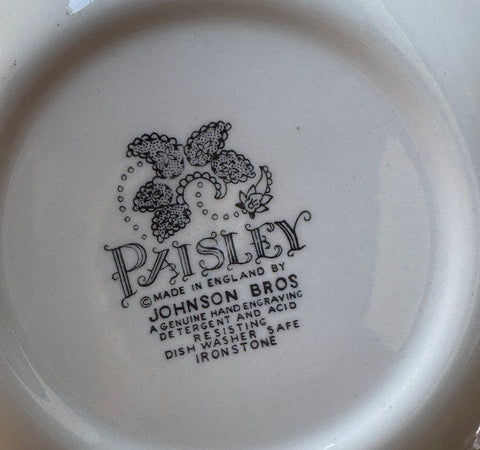 PAISLEY
© MADE IN ENGLAND BY
JOHNSON BROS
A GENUINE HAND ENGRAVING
DETERGENT AND ACID
RESISTING
DISH WASHER SAFE
IRONSTONE